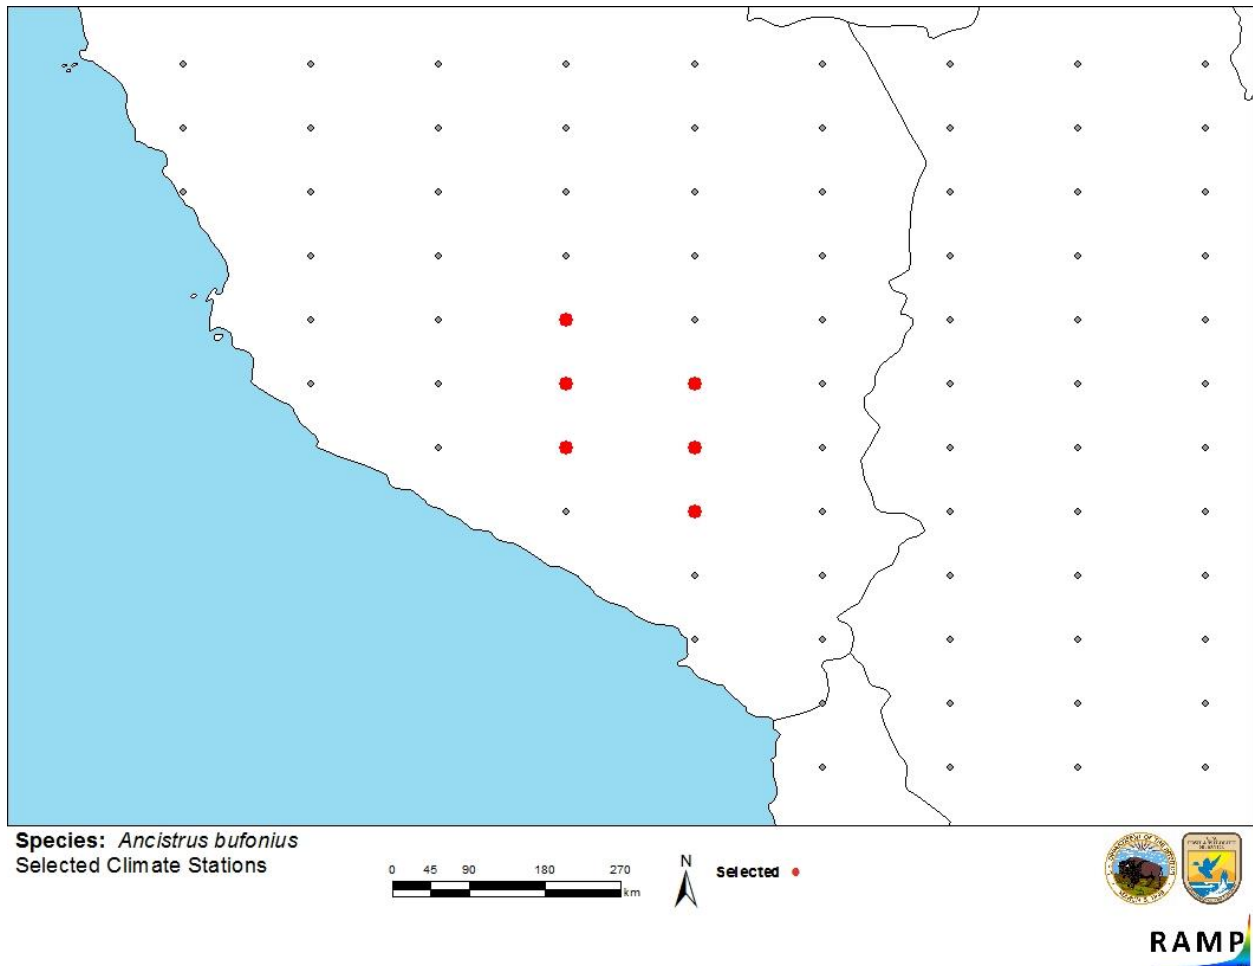 Species: Ancistrus bufonius
Selected Climate Stations
0 45 90 180 270
km
N
Selected
RAMP